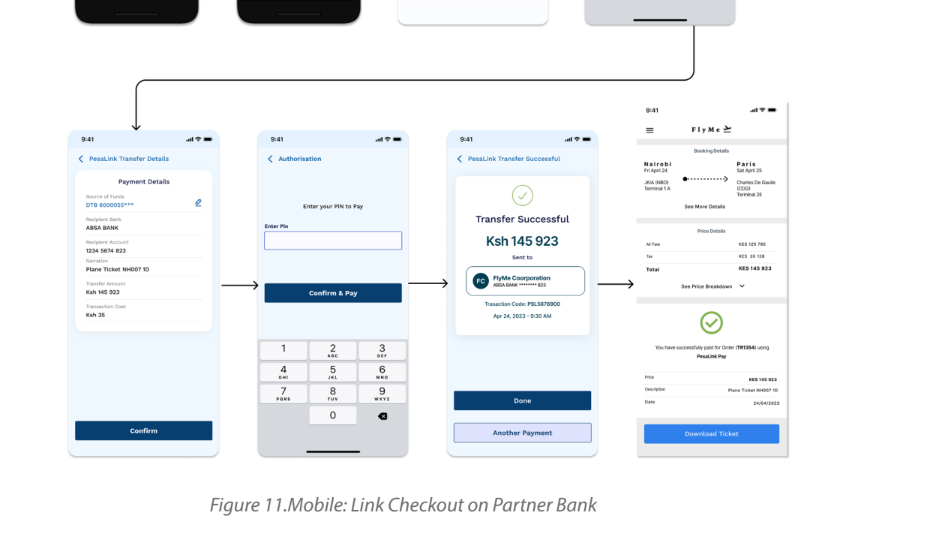 9:41
PesaLink Transfer Details
Payment Details
Source of Funds
DTB 8000055***
Recipient Bank
ABSA BANK
Recipient Account
1234 5674 823
Narration
Plane Ticket NH007 1D
Transfer Amount
Ksh 145 923
Transaction Cost
Ksh 35
Confirm
9:41
Authorisation
Enter your PIN to Pay
Enter Pin
Confirm & Pay
1
2
ABC
3
DEF
4
GHI
5
JKL
6
MNO
7
PQRS
8
TUV
9
WXYZ
0
9:41
PesaLink Transfer Successful
Transfer Successful
Ksh 145 923
Sent to
FC
FlyMe Coorporation
ABSA BANK ******** 823
Trasaction Code: PSL5678900
Apr 24, 2023 - 9:30 AM
Done
Another Payment
9:41
FlyMe
Booking Details
Nairobi
Fri April 24
JKIA (NBO)
Terminal 1 A
Paris
Sat April 25
Charles De Gaulle
(CDG)
Terminal 25
See More Details
Price Details
Air Fare
KES 125 795
Tax
KES 20 128
Total
KES 145 923
See Price Breakdown
You have successfully paid for Order (TB1354) using
PesaLink Pay
Price
KES 145 923
Description
Plane Ticket NH007 1D
Date
24/04/2023
Download Ticket
Figure 11.Mobile: Link Checkout on Partner Bank